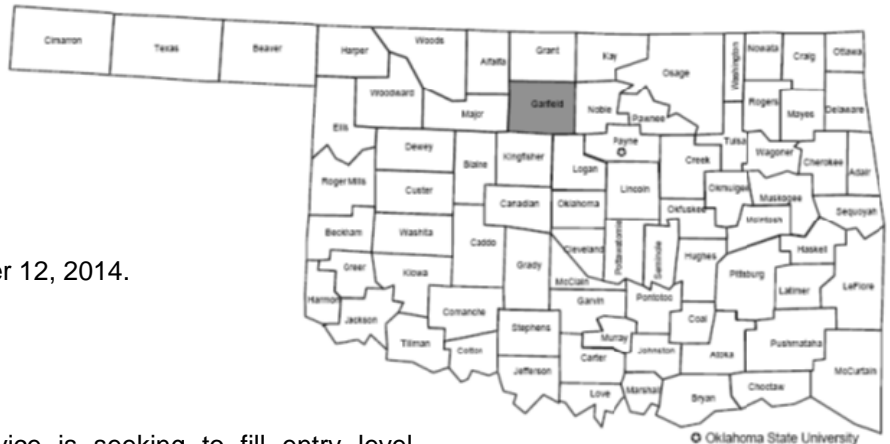 Cimarron
Texas
Beaver
Harper
Woods
Alfalfa
Grant
Kay
Osage
Washington
Nowata
Craig
Ottawa
Woodward
Major
Garfield
Noble
Pawnee
Rogers
Mayes
Delaware
Ellis
Dewey
Blaine
Kingfisher
Logan
Payne
Creek
Tulsa
Wagoner
Cherokee
Adair
Roger Mills
Custer
Canadian
Oklahoma
Lincoln
Okfuskee
Okmulgee
Muskogee
McIntosh
Sequoyah
Beckham
Washita
Caddo
Grady
Cleveland
McClain
Pottawatomie
Seminole
Hughes
Pittsburg
Haskell
Latimer
LeFlore
er 12, 2014.
Greer
Kiowa
Harmon
Jackson
Comanche
Tillman
Cotton
Stephens
Jefferson
Garvin
Murray
Carter
Love
Pontotoc
Johnston
Marshall
Coal
Atoka
Bryan
Pushmataha
Choctaw
McCurtain
Oklahoma State University
vice is seeking to fill entry level